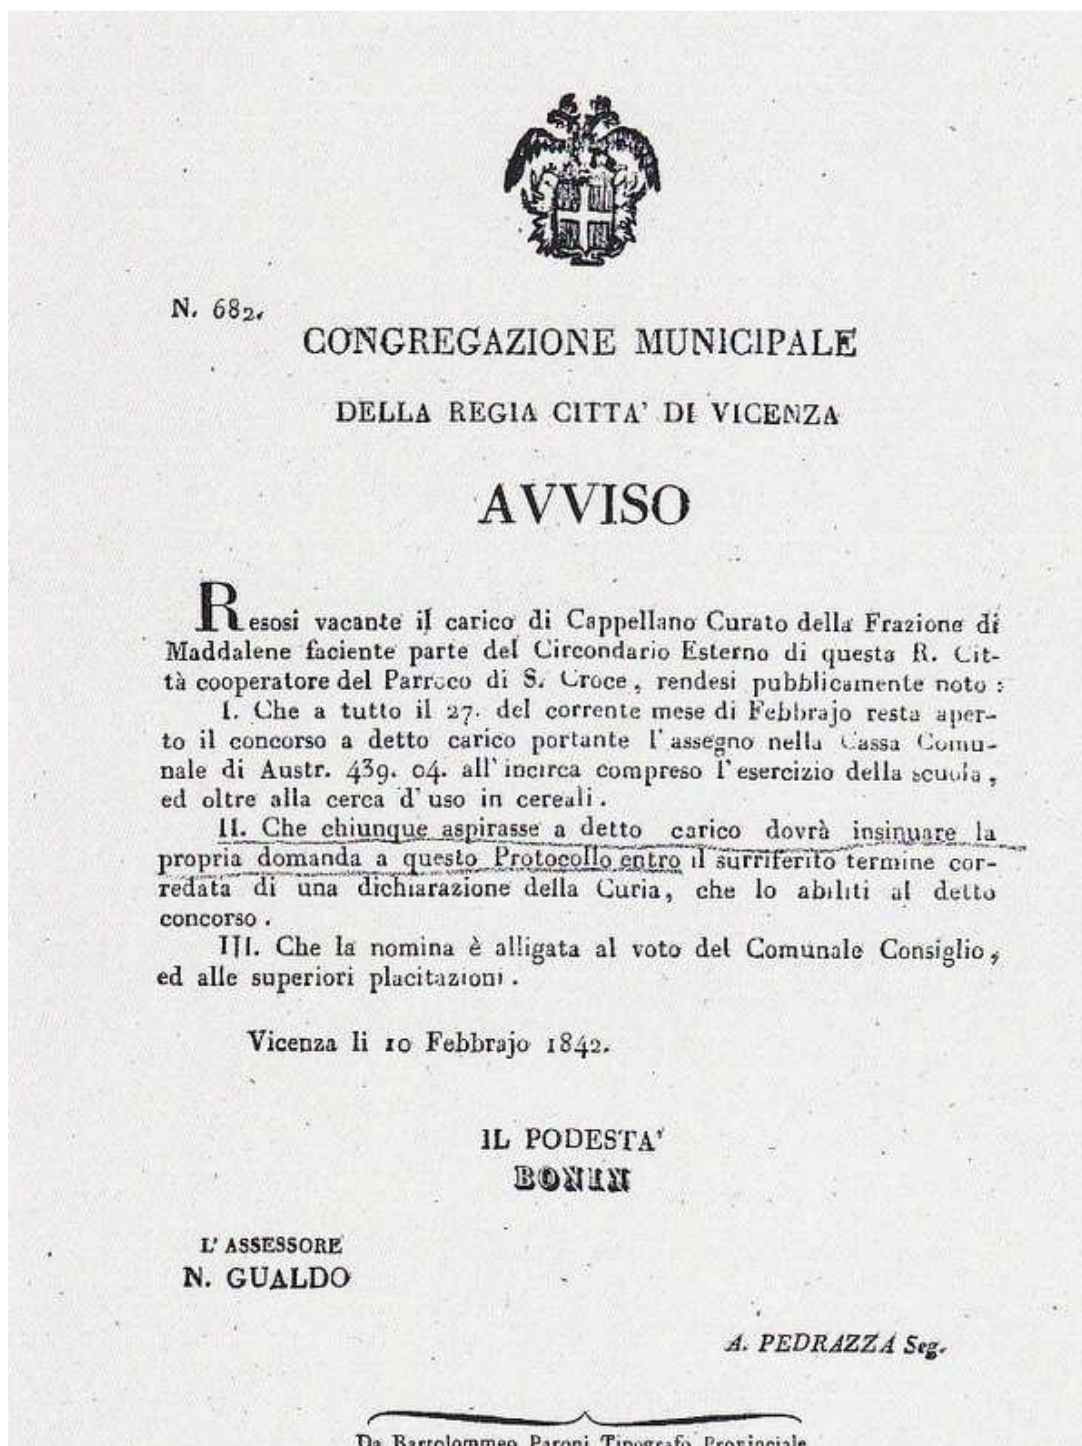 N. 682.
CONGREGAZIONE MUNICIPALE
DELLA REGIA CITTA' DI VICENZA
AVVISO
Resosi vacante il carico di Cappellano Curato della Frazione di
Maddalene faciente parte del Circondario Esterno di questa R. Cit-
tà cooperatore del Parroco di S. Croce, rendesi pubblicamente noto :
I. Che a tutto il 27. del corrente mese di Febbrajo resta aper-
to il concorso a detto carico portante l'assegno nella Cassa Comu-
nale di Austr. 439. 04. all'incirca compreso l'esercizio della scuola,
ed oltre alla cerca d'uso in cereali.
II. Che chiunque aspirasse a detto carico dovrà insinuare la
propria domanda a questo Protocollo entro il surriferito termine cor-
redata di una dichiarazione della Curia, che lo abiliti al detto
concorso.
III. Che la nomina è alligata al voto del Comunale Consiglio,
ed alle superiori placitazioni.
Vicenza li 10 Febbrajo 1842.
IL PODESTA'
BONIN
L'ASSESSORE
N. GUALDO
A. PEDRAZZA Seg.
Da Bartolommeo Paroni Tipografo Provinciale